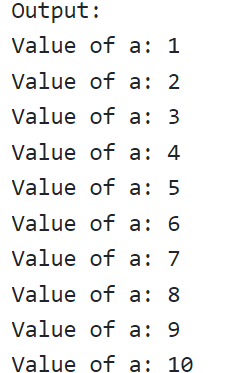 Output:
Value of a: 1
Value of a: 2
Value of a: 3
Value of a: 4
Value of a: 5
Value of a: 6
Value of a: 7
Value of a: 8
Value of a: 9
Value of a: 10